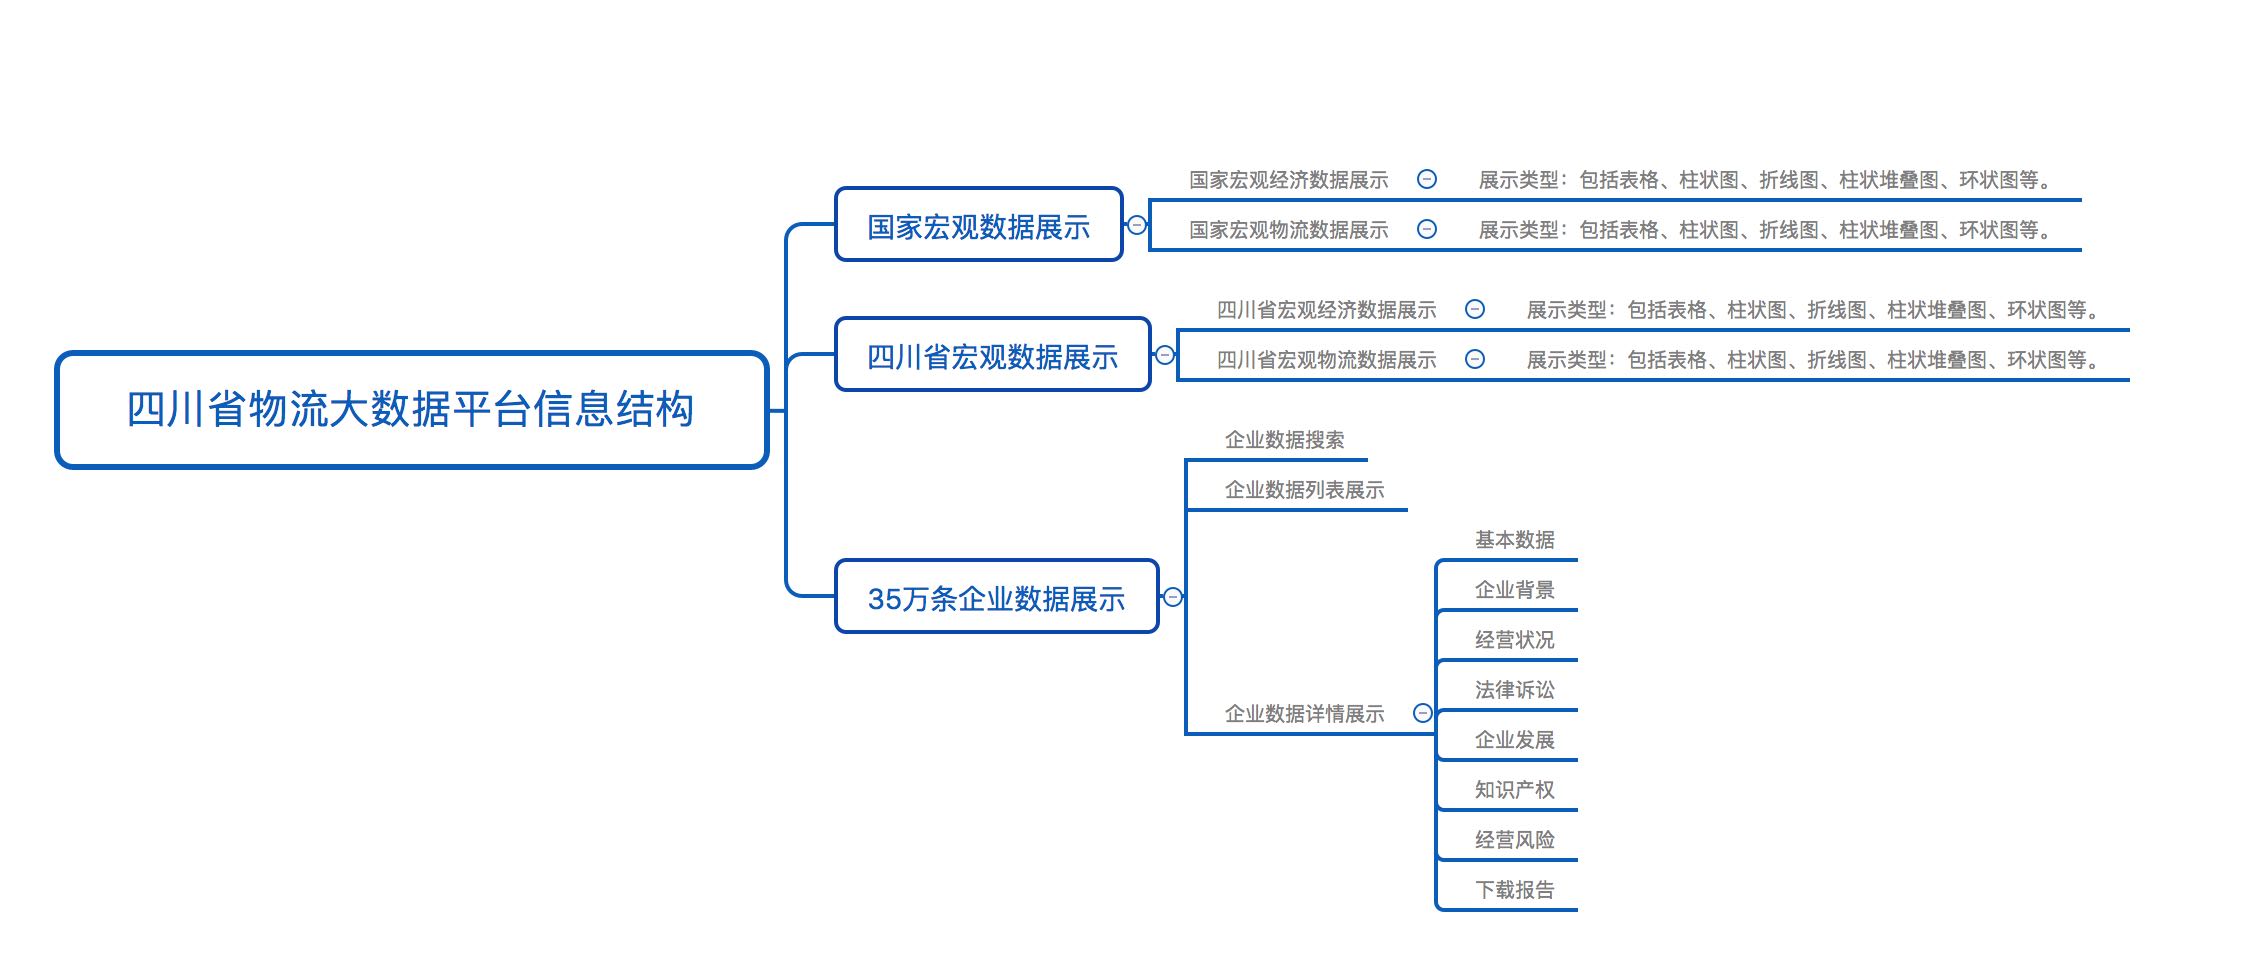 四川省物流大数据平台信息结构
国家宏观数据展示
国家宏观经济数据展示
展示类型：包括表格、柱状图、折线图、柱状堆叠图、环状图等。
国家宏观物流数据展示
展示类型：包括表格、柱状图、折线图、柱状堆叠图、环状图等。
四川省宏观数据展示
四川省宏观经济数据展示
展示类型：包括表格、柱状图、折线图、柱状堆叠图、环状图等。
四川省宏观物流数据展示
展示类型：包括表格、柱状图、折线图、柱状堆叠图、环状图等。
35万条企业数据展示
企业数据搜索
企业数据列表展示
企业数据详情展示
基本数据
企业背景
经营状况
法律诉讼
企业发展
知识产权
经营风险
下载报告